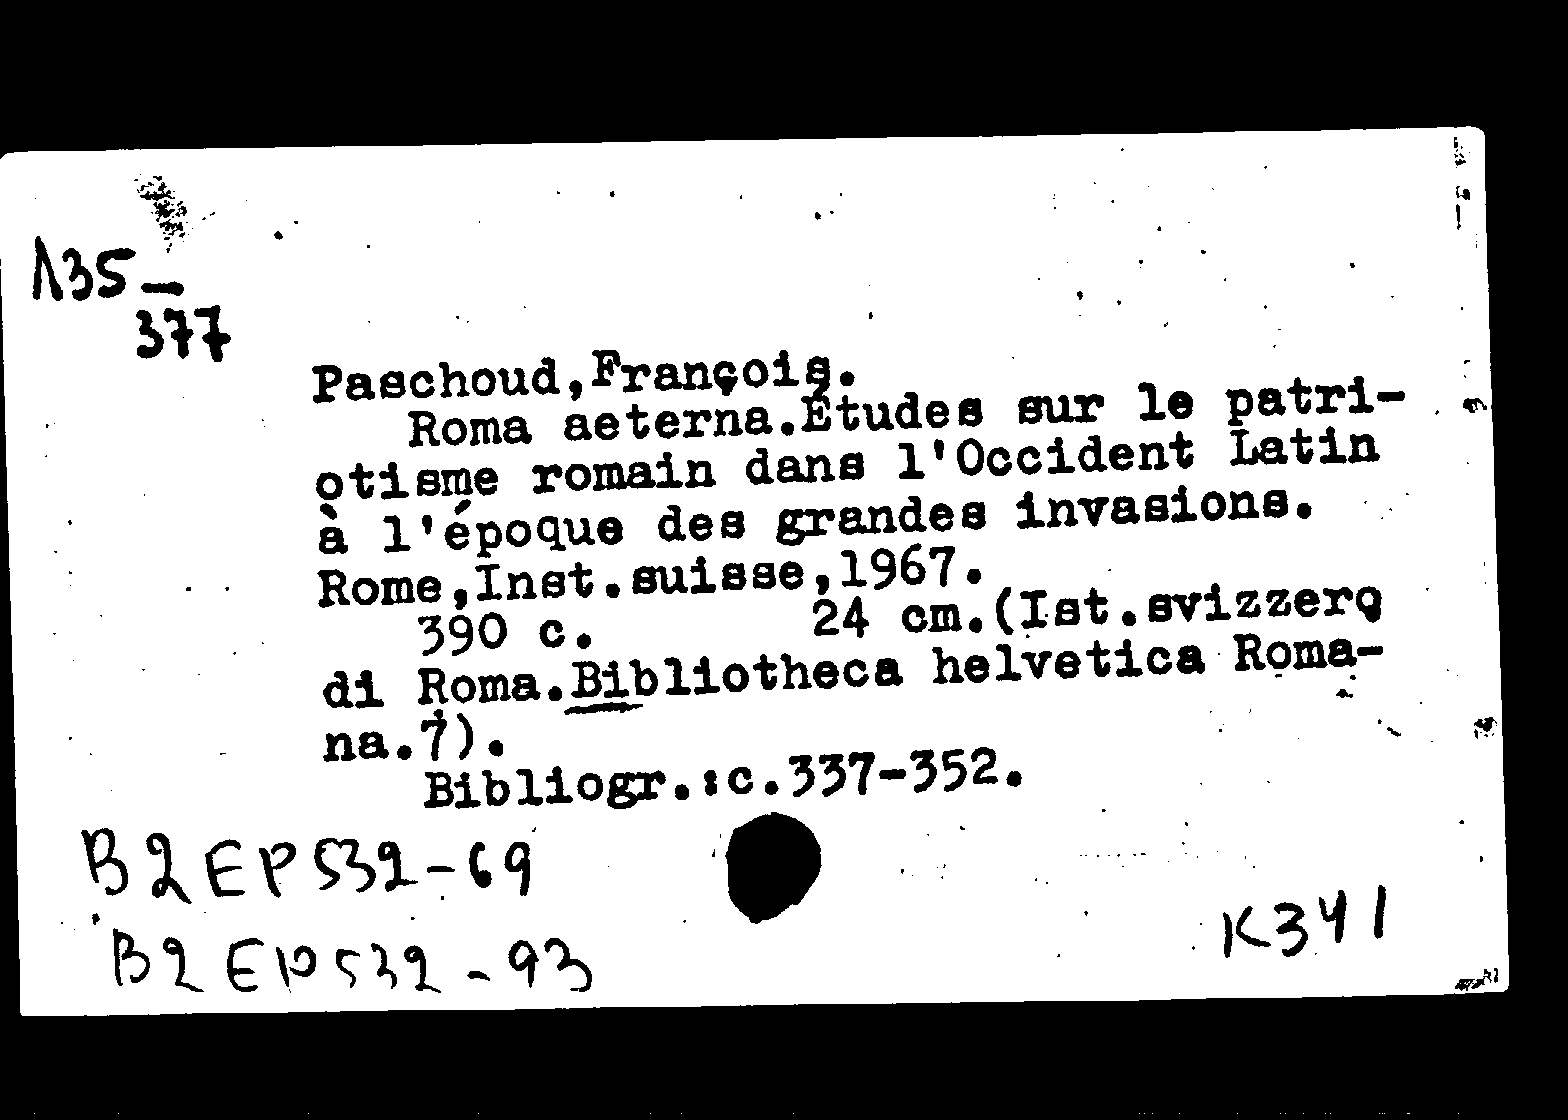 Λ35-
377
Paschoud,François.
Roma aeterna.Études sur le patri-
otisme romain dans l'Occident Latin
à l'époque des grandes invasions.
Rome,Inst.suisse,1967.
390 c. 24 cm.(Ist.svizzero
di Roma.Bibliotheca helvetica Roma-
na.7).
Bibliogr.:c.337-352.
B2EP532-69
B2EP532-93
K341